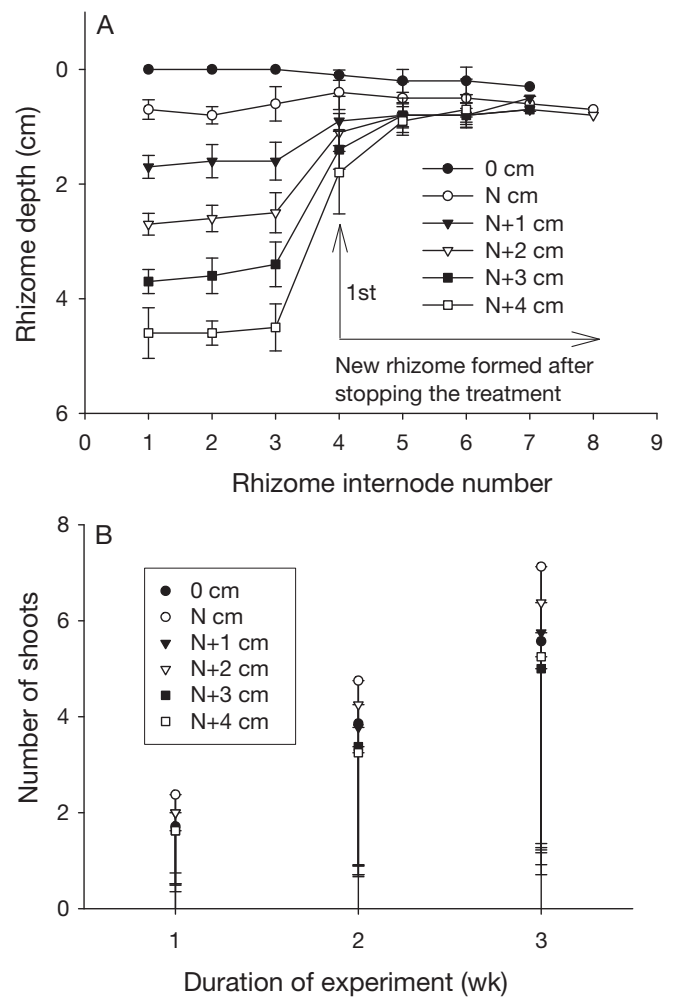 A
0
2
4
6
Rhizome depth (cm)
0 cm
N cm
N+1 cm
N+2 cm
N+3 cm
N+4 cm
1st
New rhizome formed after
stopping the treatment
0 1 2 3 4 5 6 7 8 9
Rhizome internode number
B
8
6
4
2
0
Number of shoots
0 cm
N cm
N+1 cm
N+2 cm
N+3 cm
N+4 cm
1 2 3
Duration of experiment (wk)